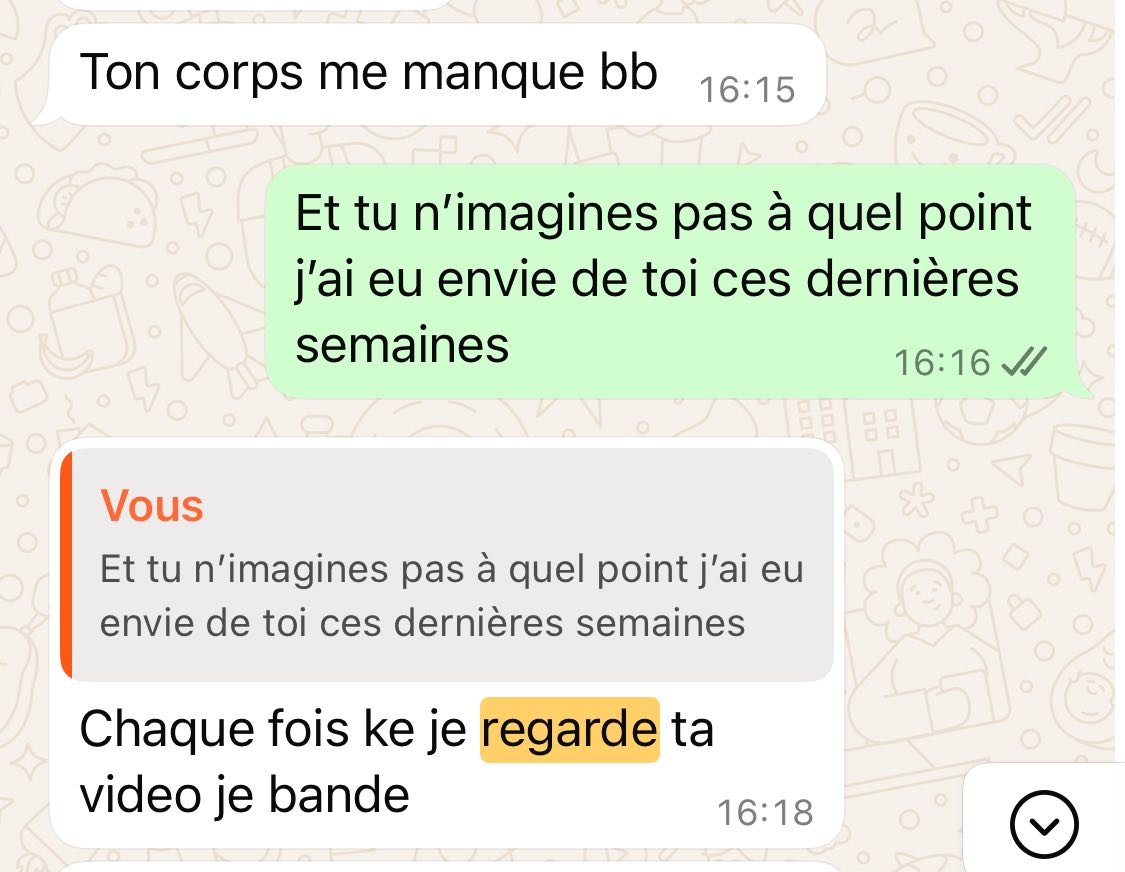 Ton corps me manque bb 16:15
Et tu n’imagines pas à quel point
j’ai eu envie de toi ces dernières
semaines 16:16
Vous
Et tu n’imagines pas à quel point j’ai eu
envie de toi ces dernières semaines
Chaque fois ke je regarde ta
video je bande 16:18